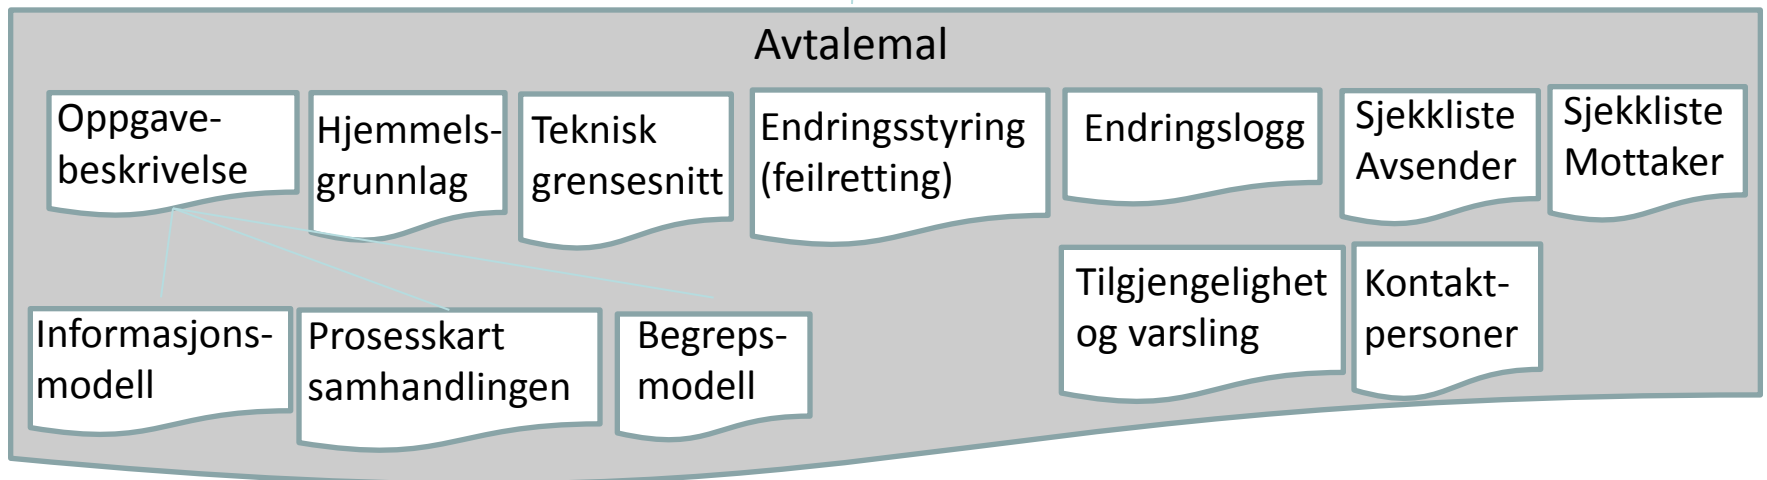 Avtalemal
Oppgave-
beskrivelse
Hjemmels-
grunnlag
Teknisk
grensesnitt
Endringsstyring
(feilretting)
Endringslogg
Sjekkliste
Avsender
Sjekkliste
Mottaker
Informasjons-
modell
Prosesskart
samhandlingen
Begreps-
modell
Tilgjengelighet
og varsling
Kontakt-
personer